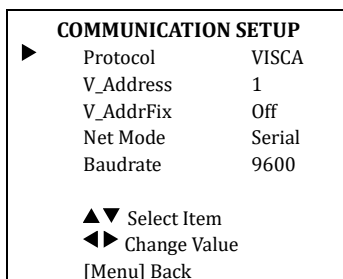 COMMUNICATION SETUP
▶ Protocol VISCA
V_Address 1
V_AddrFix Off
Net Mode Serial
Baudrate 9600
▲▼ Select Item
◀▶ Change Value
[Menu] Back